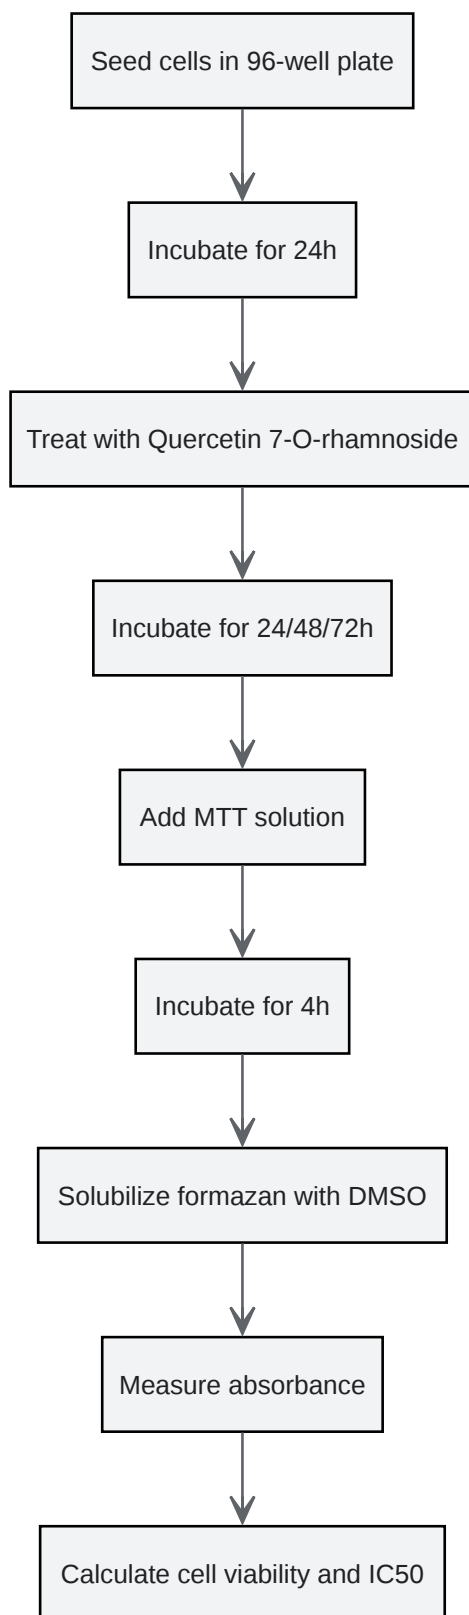 Seed cells in 96-well plate
Incubate for 24h
Treat with Quercetin 7-O-rhamnoside
Incubate for 24/48/72h
Add MTT solution
Incubate for 4h
Solubilize formazan with DMSO
Measure absorbance
Calculate cell viability and IC50